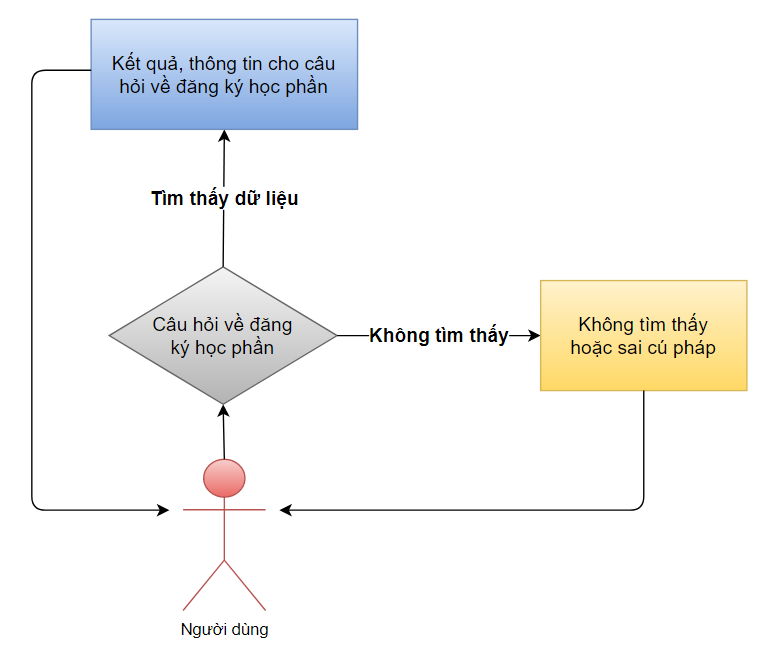 Kết quả, thông tin cho câu
hỏi về đăng ký học phần
Tìm thấy dữ liệu
Câu hỏi về đăng
ký học phần
Không tìm thấy
Không tìm thấy
hoặc sai cú pháp
Người dùng